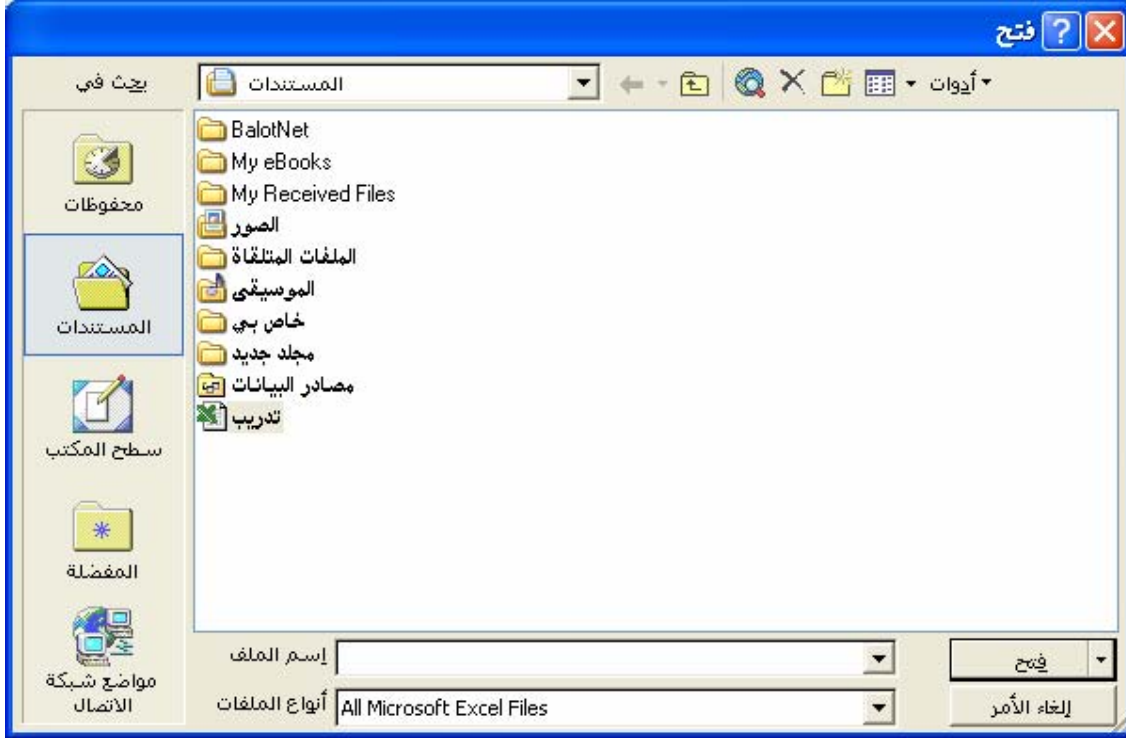 فتح
بحث في
المستندات
أدوات
محفوظات
المستندات
سطح المكتب
المفضلة
مواضع شبكة
الاتصال
BalotNet
My eBooks
My Received Files
الصور
الملفات المتلقاة
الموسيقى
خاص بي
مجلد جديد
مصادر البيانات
تدريب
إسم الملف
فتح
أنواع الملفات
All Microsoft Excel Files
إلغاء الأمر